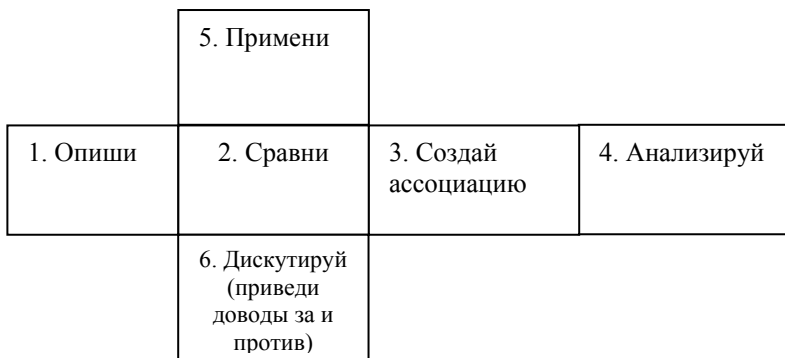 5. Примени
1. Опиши
2. Сравни
3. Создай
ассоциацию
4. Анализируй
6. Дискутируй
(приведи
доводы за и
против)